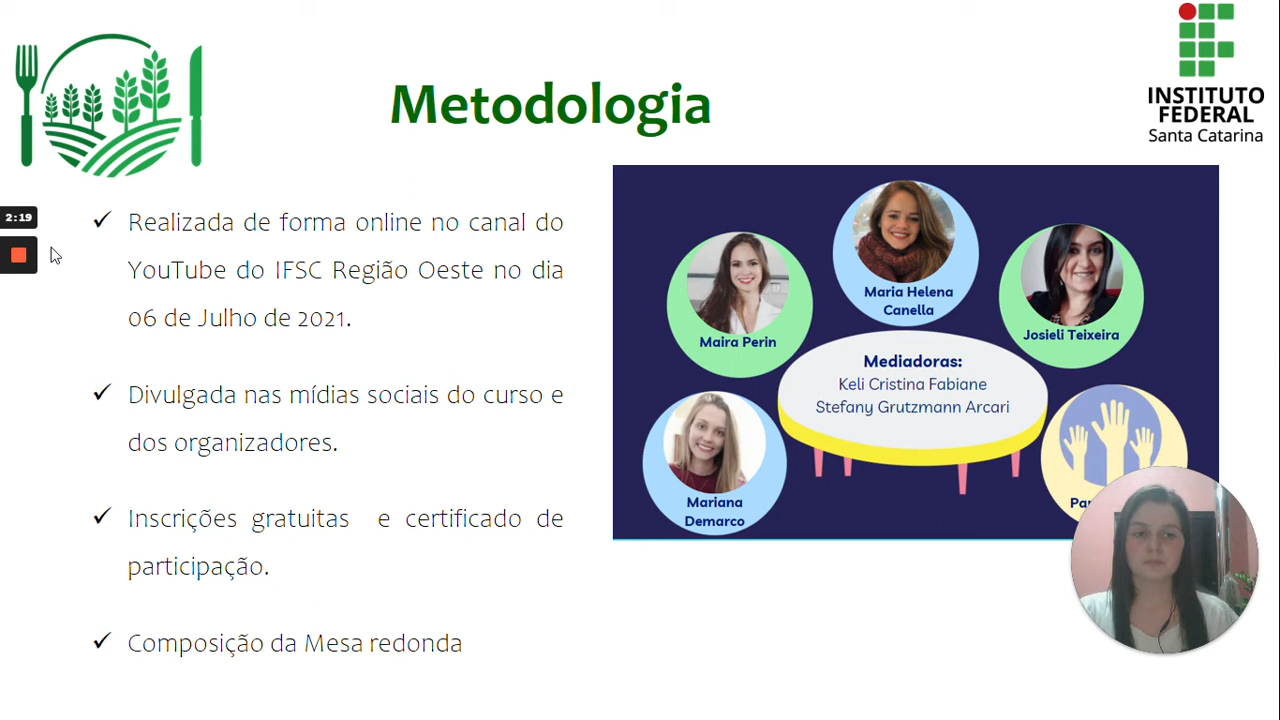 INSTITUTO
FEDERAL
Santa Catarina
Metodologia
2:19
✓ Realizada de forma online no canal do
YouTube do IFSC Região Oeste no dia
06 de Julho de 2021.
✓ Divulgada nas mídias sociais do curso e
dos organizadores.
✓ Inscrições gratuitas e certificado de
participação.
✓ Composição da Mesa redonda
Maria Helena
Canella
Maira Perin
Josieli Teixeira
Mediadoras:
Keli Cristina Fabiane
Stefany Grutzmann Arcari
Mariana
Demarco